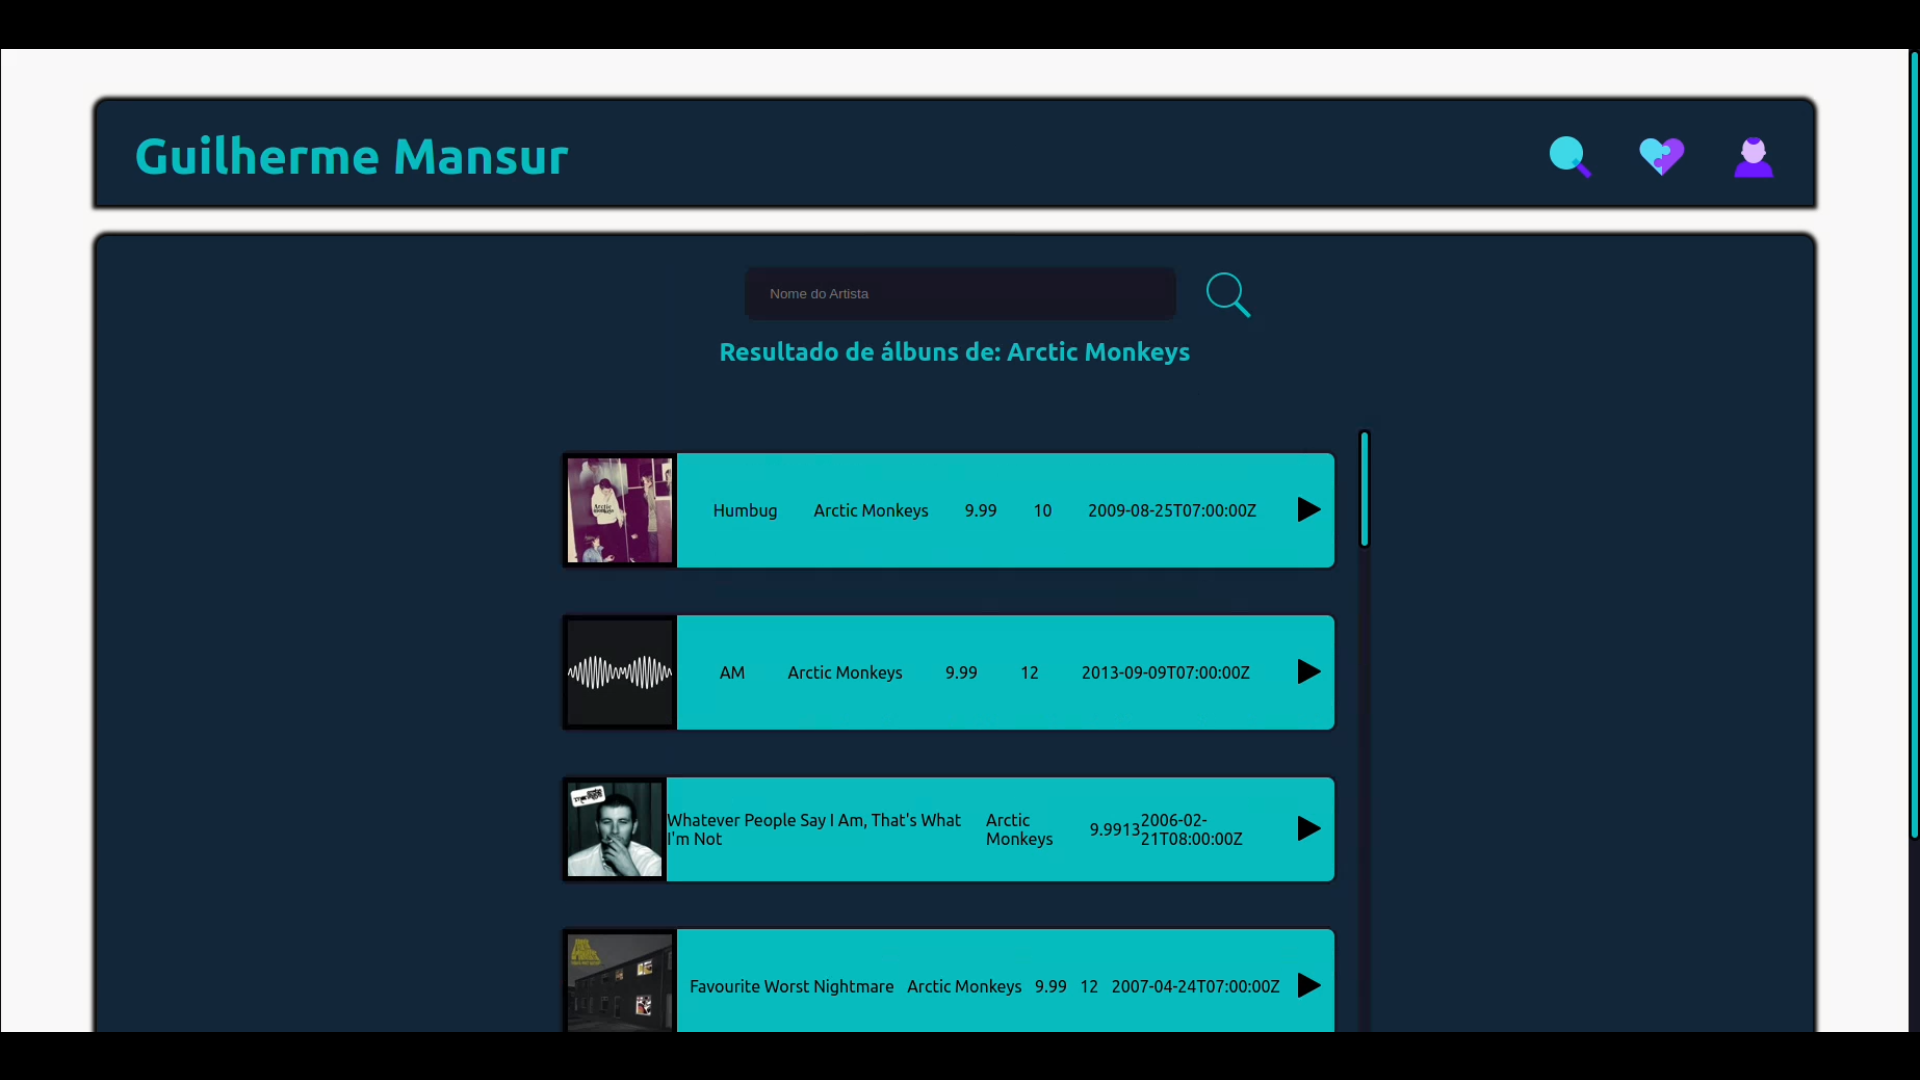 Guilherme Mansur
Nome do Artista
Resultado de álbuns de: Arctic Monkeys
Humbug Arctic Monkeys 9.99 10 2009-08-25T07:00:00Z
AM Arctic Monkeys 9.99 12 2013-09-09T07:00:00Z
Whatever People Say I Am, That's What
I'm Not
Arctic
Monkeys
9.99 13
2006-02-
21T08:00:00Z
Favourite Worst Nightmare Arctic Monkeys 9.99 12 2007-04-24T07:00:00Z